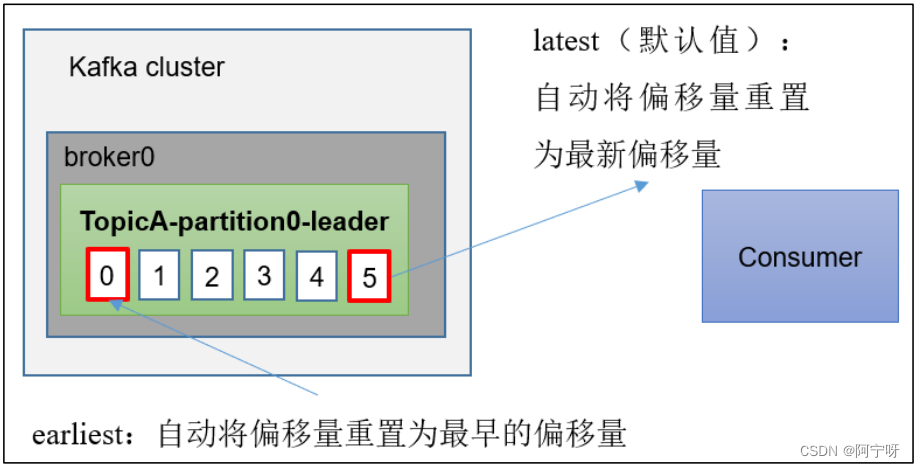 Kafka cluster
broker0
TopicA-partition0-leader
0 1 2 3 4 5
latest（默认值）：
自动将偏移量重置
为最新偏移量
Consumer
earliest：自动将偏移量重置为最早的偏移量
CSDN @阿宁呀